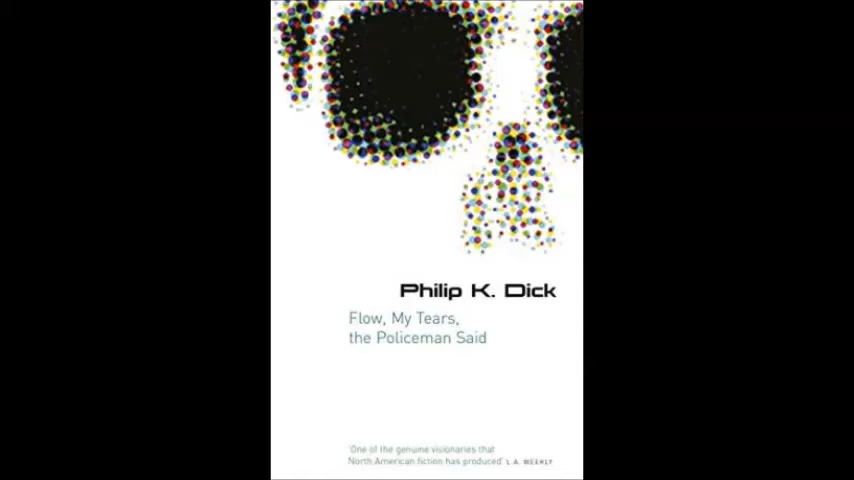 Philip K. Dick
Flow, My Tears,
the Policeman Said
'One of the genuine visionaries that
North American fiction has produced' L.A. WEEKLY